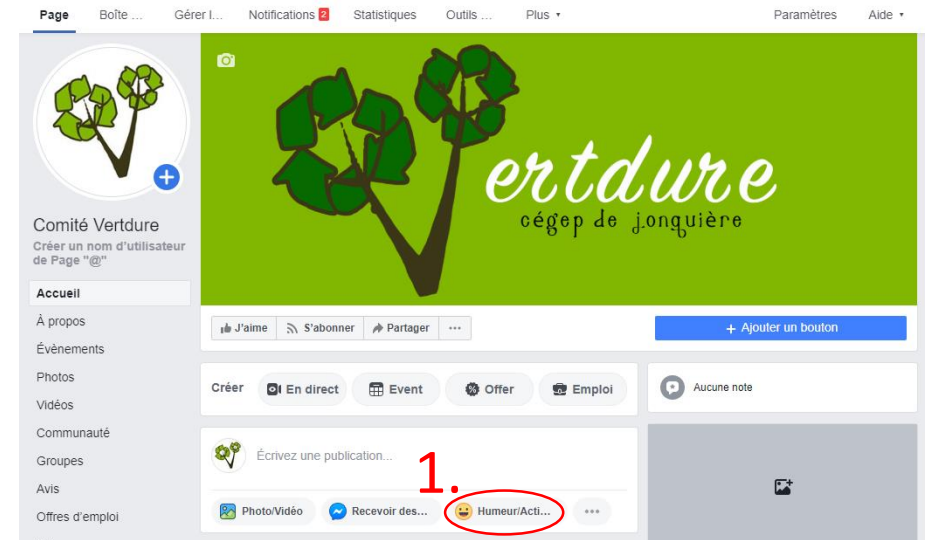 Page Boîte ... Gérer l... Notifications 2 Statistiques Outils ... Plus Paramètres Aide
ertdure
cégep de jonquière
Comité Vertdure
Créer un nom d'utilisateur
de Page "@"
Accueil
À propos
Évènements
Photos
Vidéos
Communauté
Groupes
Avis
Offres d'emploi
J'aime S'abonner Partager ...
+ Ajouter un bouton
Créer En direct Event Offer Emploi
Aucune note
Écrivez une publication...
1.
Photo/Vidéo Recevoir des... Humeur/Acti... ...